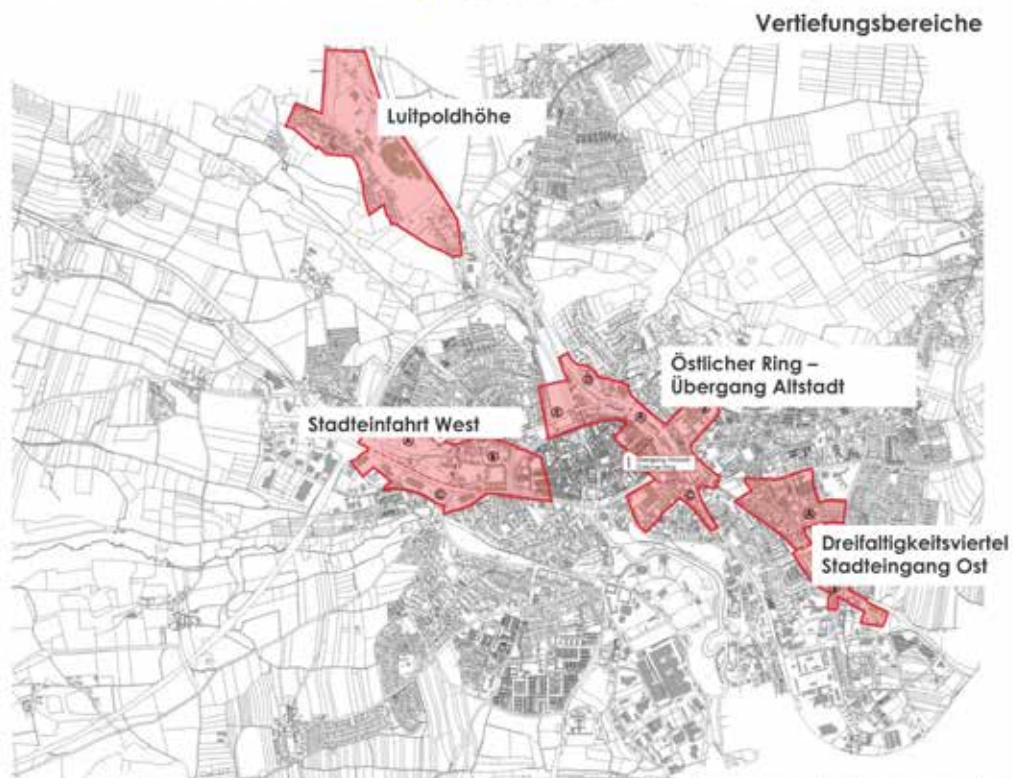 Vertiefungsbereiche
Luitpoldhöhe
Östlicher Ring –
Übergang Altstadt
Stadteinfahrt West
Dreifaltigkeitsviertel
Stadteingang Ost